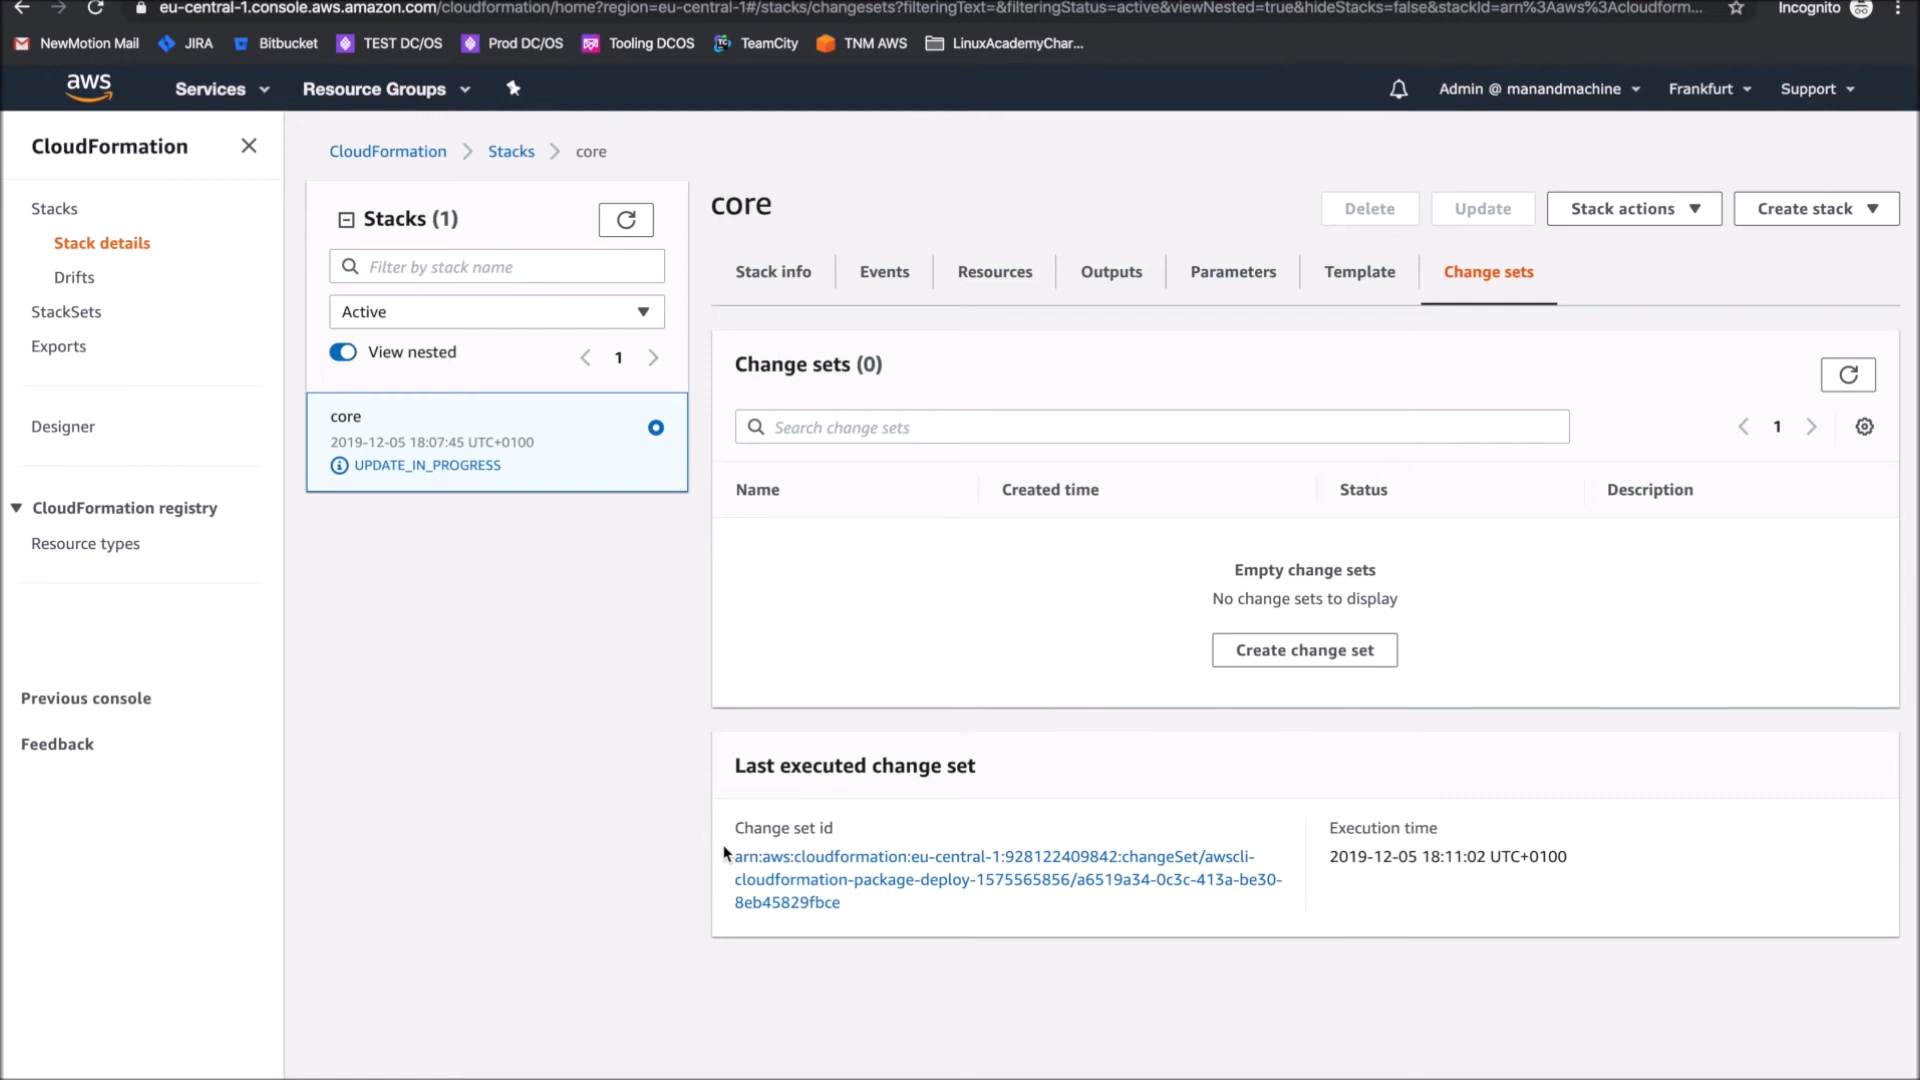 eu-central-1.console.aws.amazon.com/cloudformation/home?region=eu-central-1#/stacks/changesets?filteringText=&filteringStatus=active&viewNested=true&hideStacks=false&stackId=arn%3Aaws%3Acloudform...
Incognito
NewMotion Mail
JIRA
Bitbucket
TEST DC/OS
Prod DC/OS
Tooling DCOS
TeamCity
TNM AWS
LinuxAcademyChar...
aws
Services
Resource Groups
Admin @ manandmachine
Frankfurt
Support
CloudFormation
CloudFormation
Stacks
core
Stacks
Stack details
Drifts
StackSets
Exports
Designer
CloudFormation registry
Resource types
Previous console
Feedback
Stacks (1)
Filter by stack name
Active
View nested
1
core
2019-12-05 18:07:45 UTC+0100
UPDATE_IN_PROGRESS
core
Delete
Update
Stack actions
Create stack
Stack info
Events
Resources
Outputs
Parameters
Template
Change sets
Change sets (0)
Search change sets
1
Name
Created time
Status
Description
Empty change sets
No change sets to display
Create change set
Last executed change set
Change set id
arn:aws:cloudformation:eu-central-1:928122409842:changeSet/awscli-
cloudformation-package-deploy-1575565856/a6519a34-0c3c-413a-be30-
8eb45829fbce
Execution time
2019-12-05 18:11:02 UTC+0100